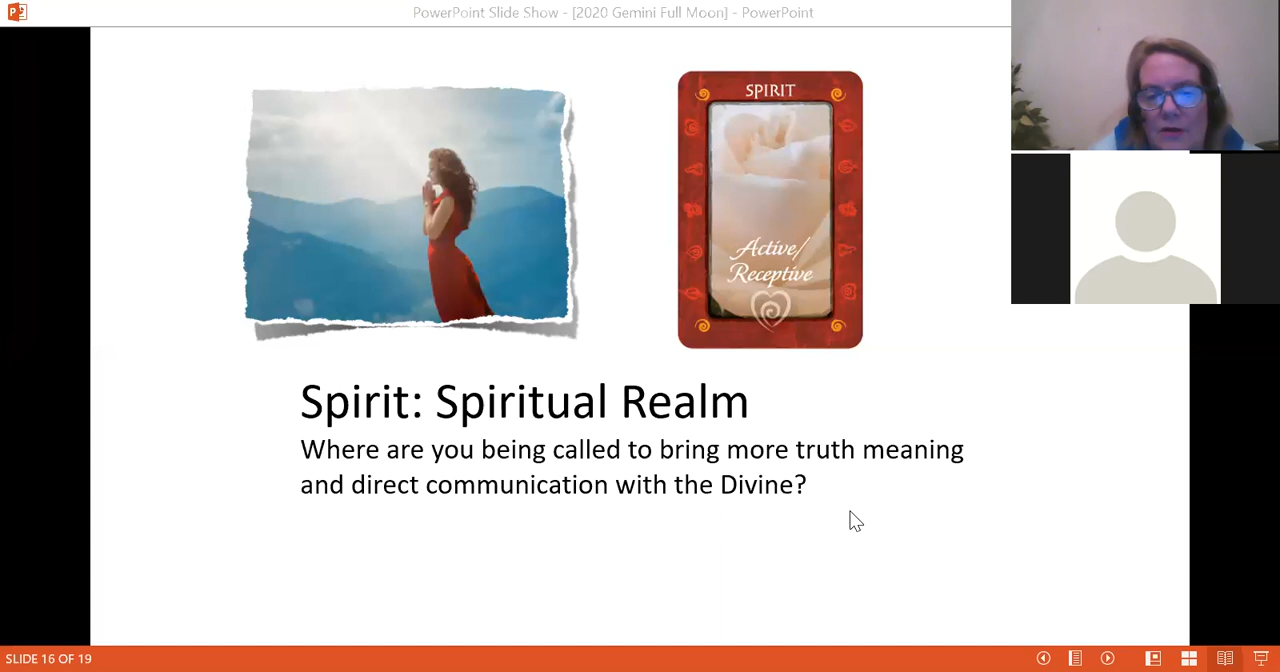 PowerPoint Slide Show - [2020 Gemini Full Moon] - PowerPoint
SPIRIT
Active/
Receptive
Spirit: Spiritual Realm
Where are you being called to bring more truth meaning
and direct communication with the Divine?
SLIDE 16 OF 19